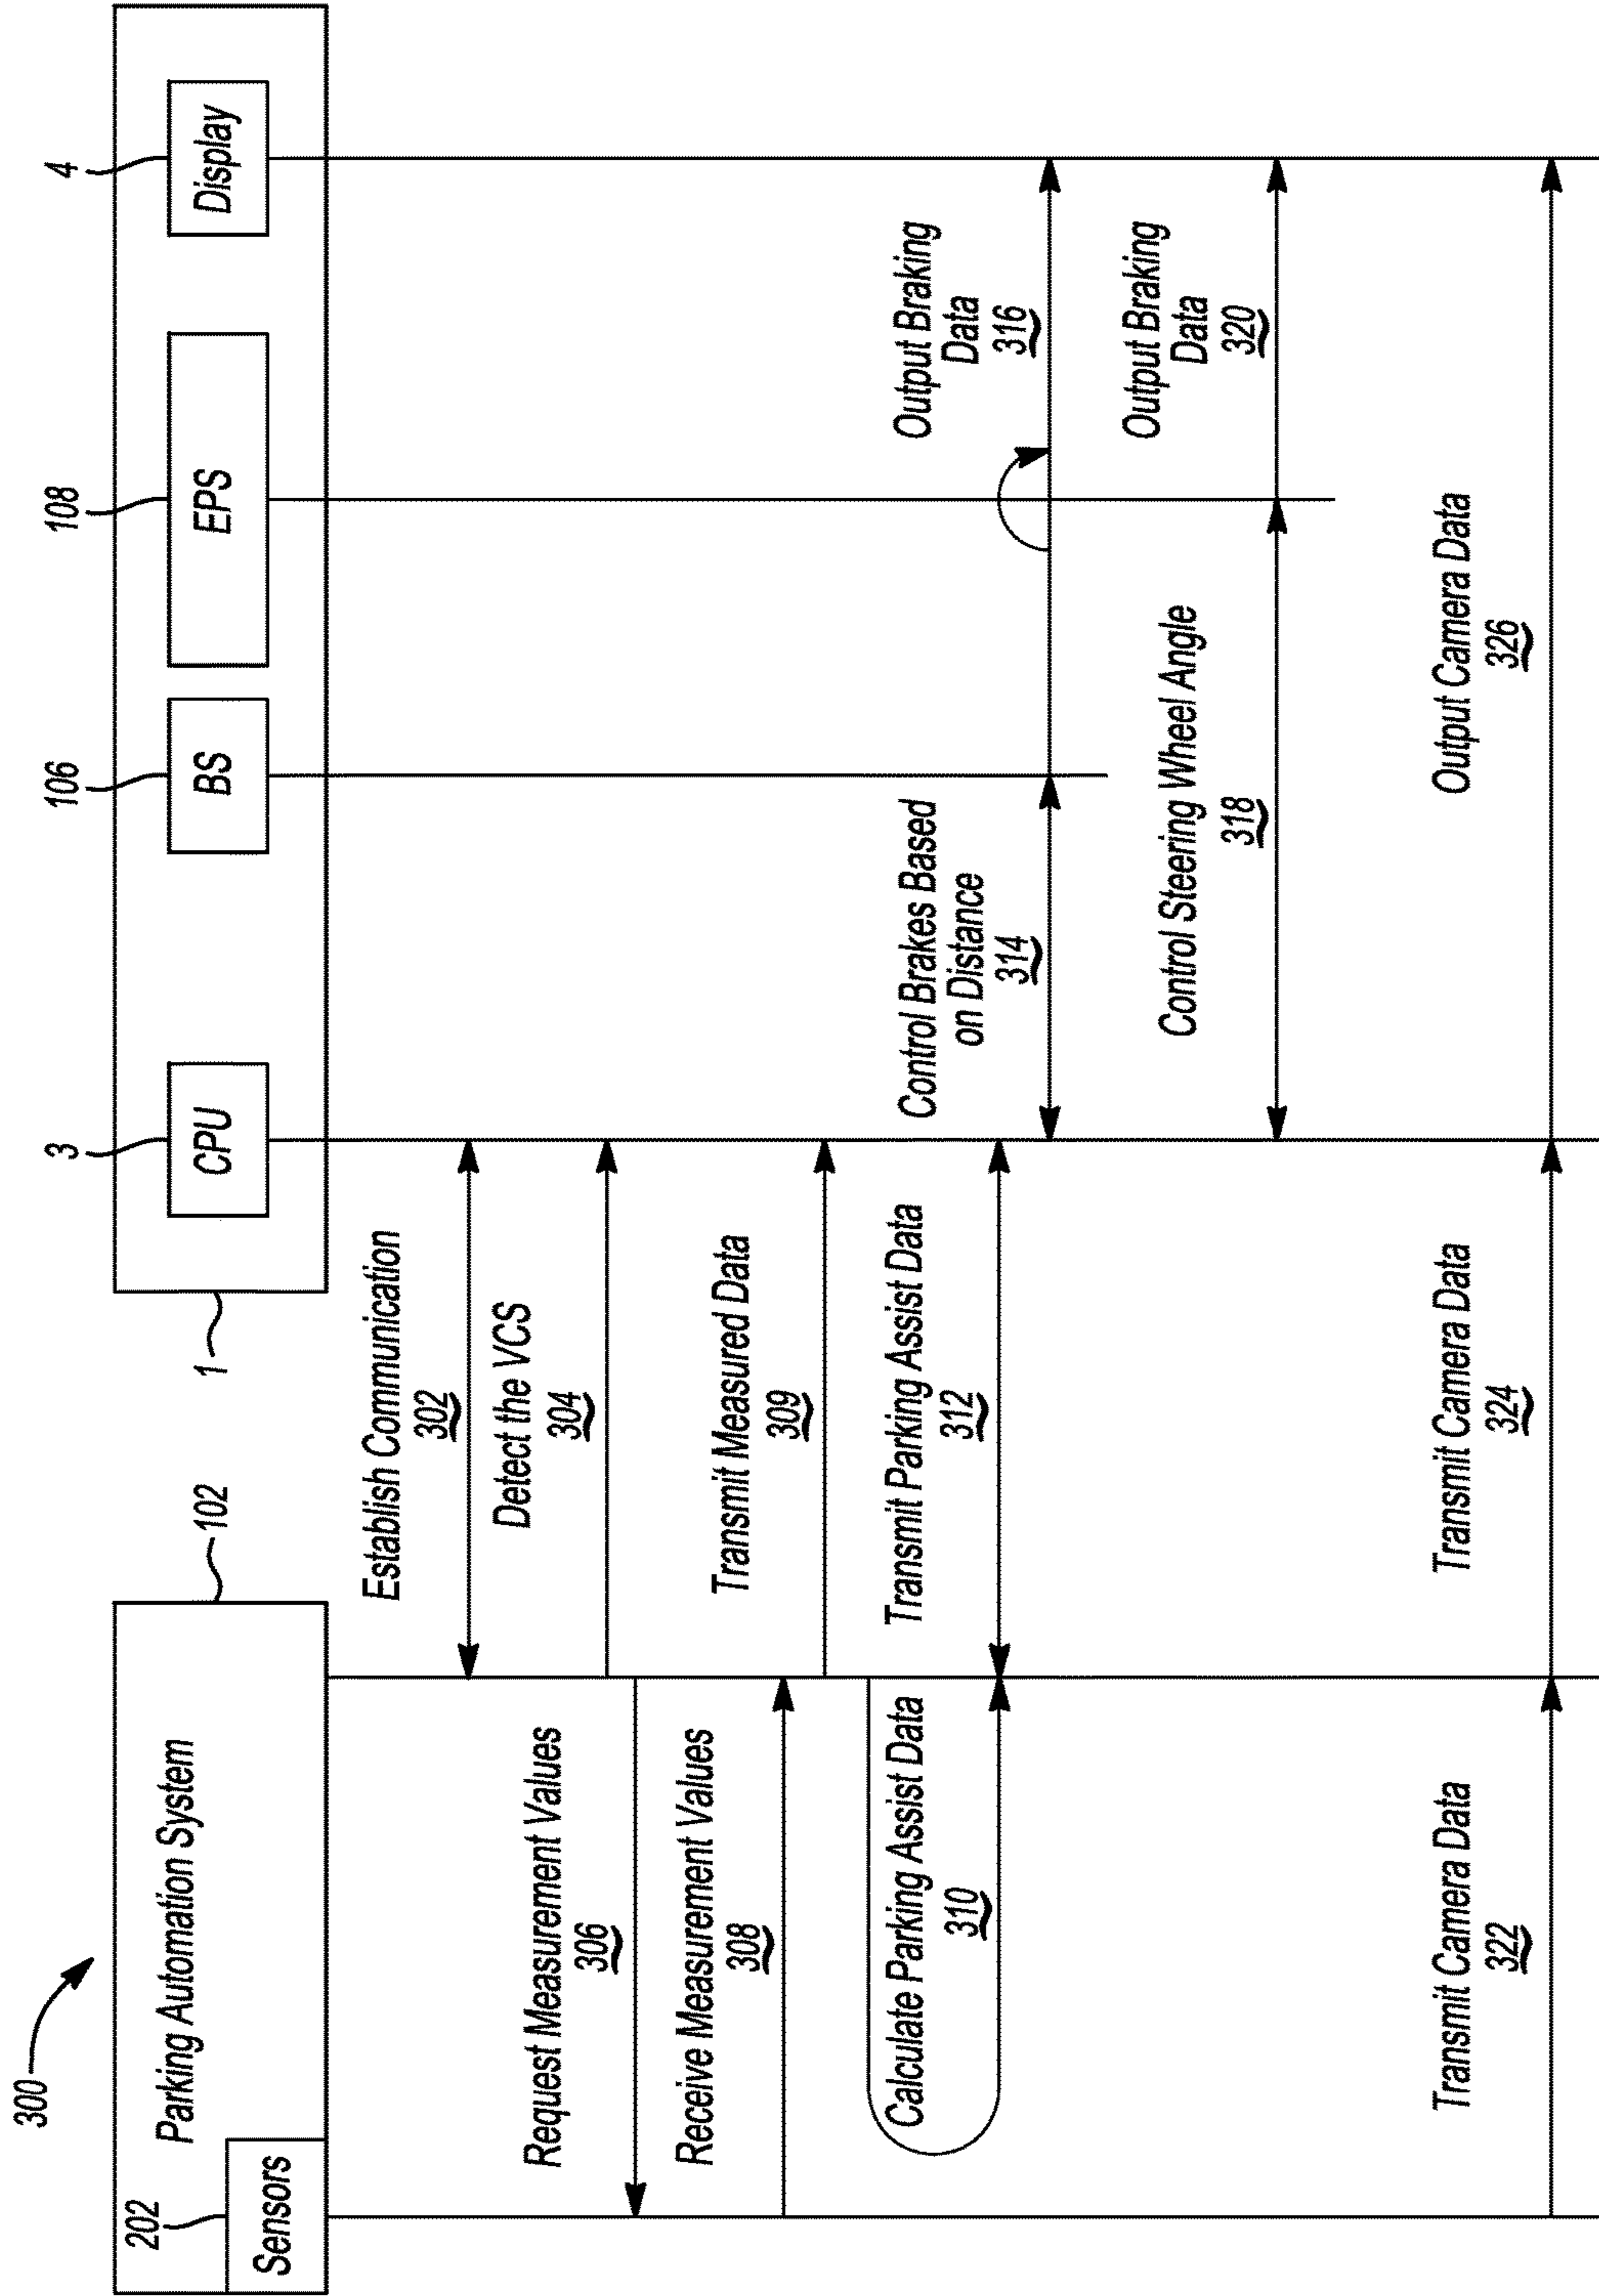 300
Parking Automation System
102
202
Sensors
1
3
CPU
106
BS
108
EPS
4
Display
Establish Communication
302
Detect the VCS
304
Request Measurement Values
306
Receive Measurement Values
308
Transmit Measured Data
309
Calculate Parking Assist Data
310
Transmit Parking Assist Data
312
Control Brakes Based
on Distance
314
Output Braking
Data
316
Control Steering Wheel Angle
318
Output Braking
Data
320
Transmit Camera Data
322
Transmit Camera Data
324
Output Camera Data
326